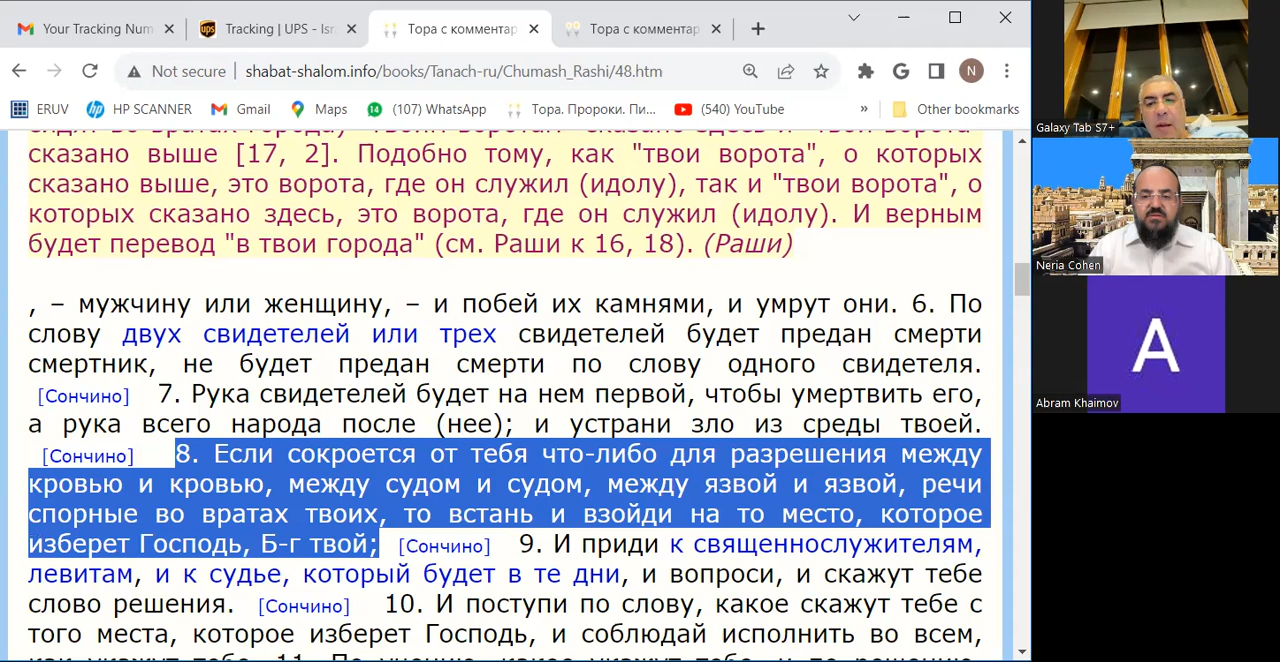 Your Tracking Num
Tracking | UPS - Isr
Тора с комментар
Тора с комментар
Not secure | shabat-shalom.info/books/Tanach-ru/Chumash_Rashi/48.htm
N
ERUV
HP SCANNER
Gmail
Maps
(107) WhatsApp
Тора. Пророки. Пи...
(540) YouTube
»
Other bookmarks
сказано выше [17, 2]. Подобно тому, как "твои ворота", о которых
сказано выше, это ворота, где он служил (идолу), так и "твои ворота", о
которых сказано здесь, это ворота, где он служил (идолу). И верным
будет перевод "в твои города" (см. Раши к 16, 18). (Раши)
, – мужчину или женщину, – и побей их камнями, и умрут они. 6. По
слову двух свидетелей или трех свидетелей будет предан смерти
смертник, не будет предан смерти по слову одного свидетеля.
[Сончино] 7. Рука свидетелей будет на нем первой, чтобы умертвить его,
а рука всего народа после (нее); и устрани зло из среды твоей.
[Сончино] 8. Если сокроется от тебя что-либо для разрешения между
кровью и кровью, между судом и судом, между язвой и язвой, речи
спорные во вратах твоих, то встань и взойди на то место, которое
изберет Господь, Б-г твой; [Сончино] 9. И приди к священнослужителям,
левитам, и к судье, который будет в те дни, и вопроси, и скажут тебе
слово решения. [Сончино] 10. И поступи по слову, какое скажут тебе с
того места, которое изберет Господь, и соблюдай исполнить во всем,
Galaxy Tab S7+
Neria Cohen
A
Abram Khaimov